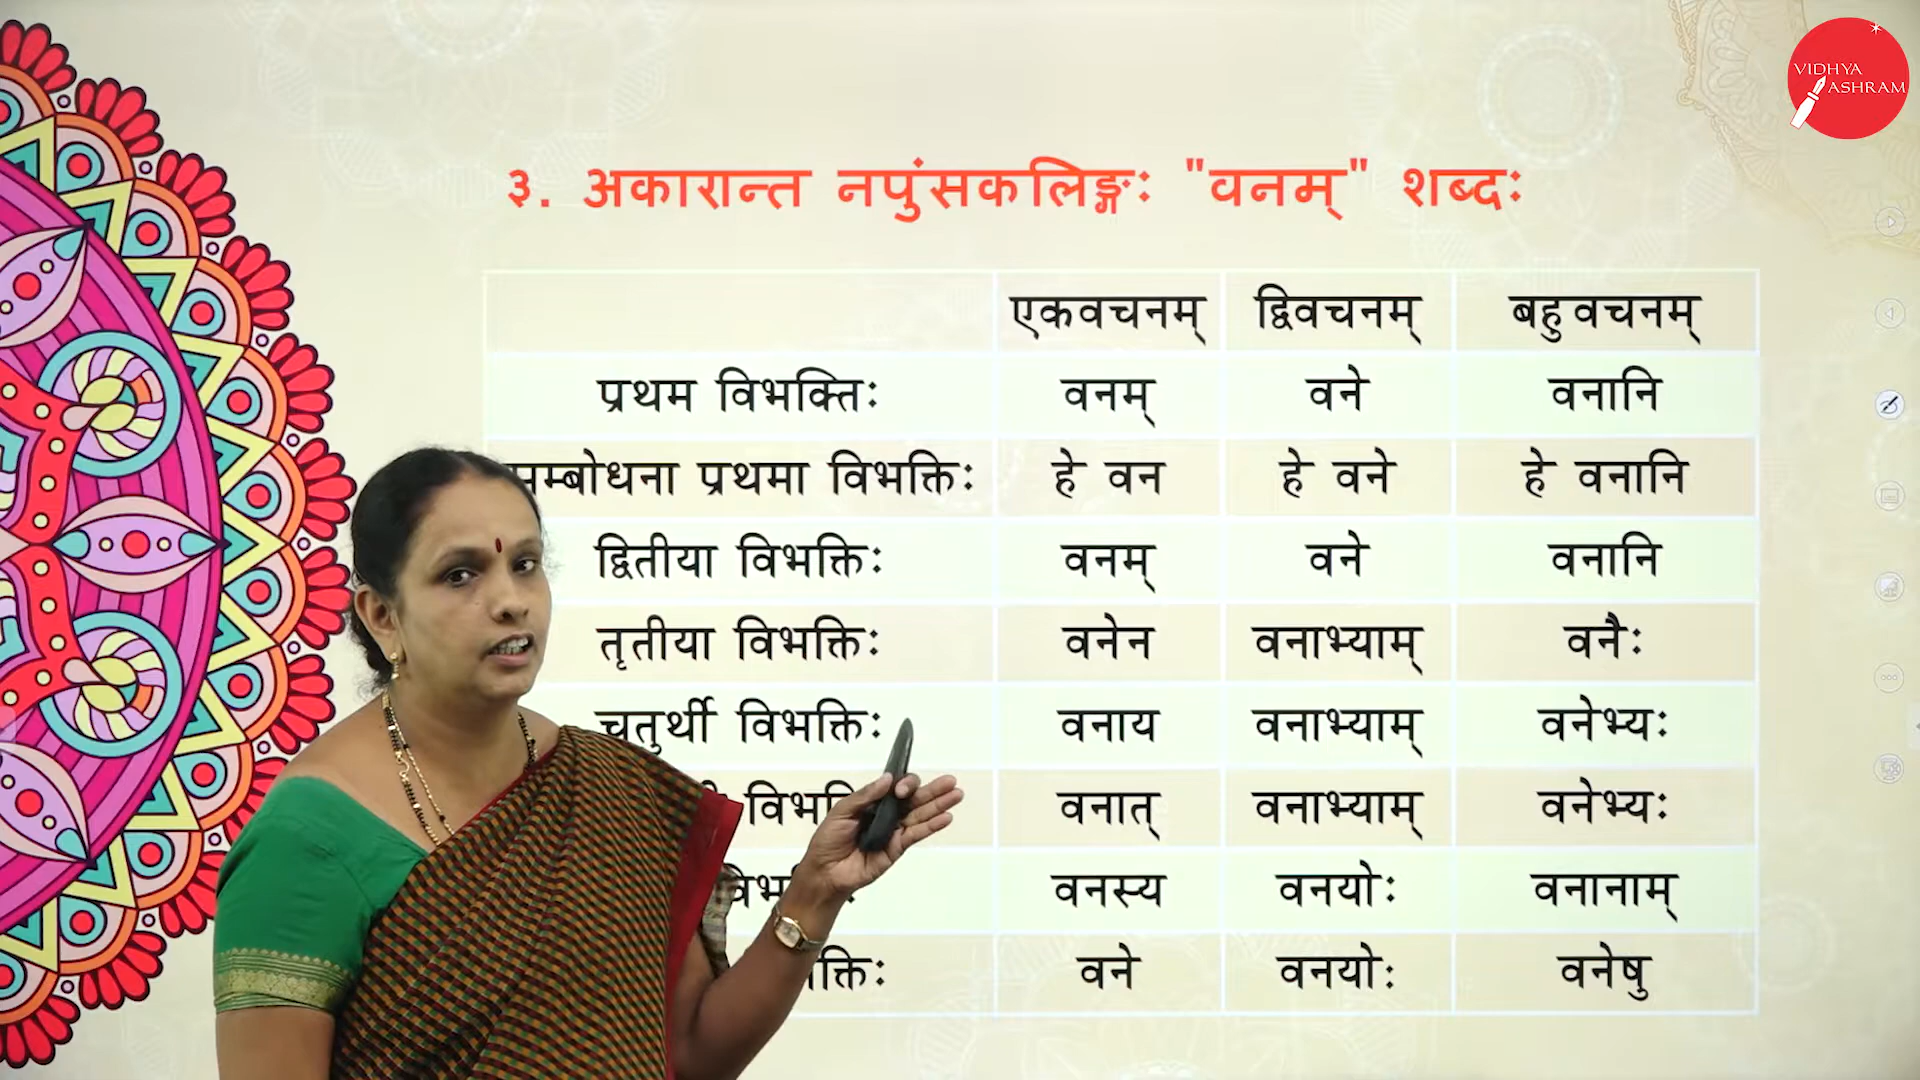 VIDHYA
ASHRAM
३. अकारान्त नपुंसकलिङ्गः "वनम्" शब्दः
एकवचनम् द्विवचनम् बहुवचनम्
प्रथम विभक्तिः वनम् वने वनानि
प्रथमा विभक्तिः हे वन हे वने हे वनानि
द्वितीया विभक्तिः वनम् वने वनानि
तृतीया विभक्तिः वनेन वनाभ्याम् वनैः
चतुर्थी विभक्तिः वनाय वनाभ्याम् वनेभ्यः
वनात् वनाभ्याम् वनेभ्यः
वनस्य वनयोः वनानाम्
वने वनयोः वनेषु